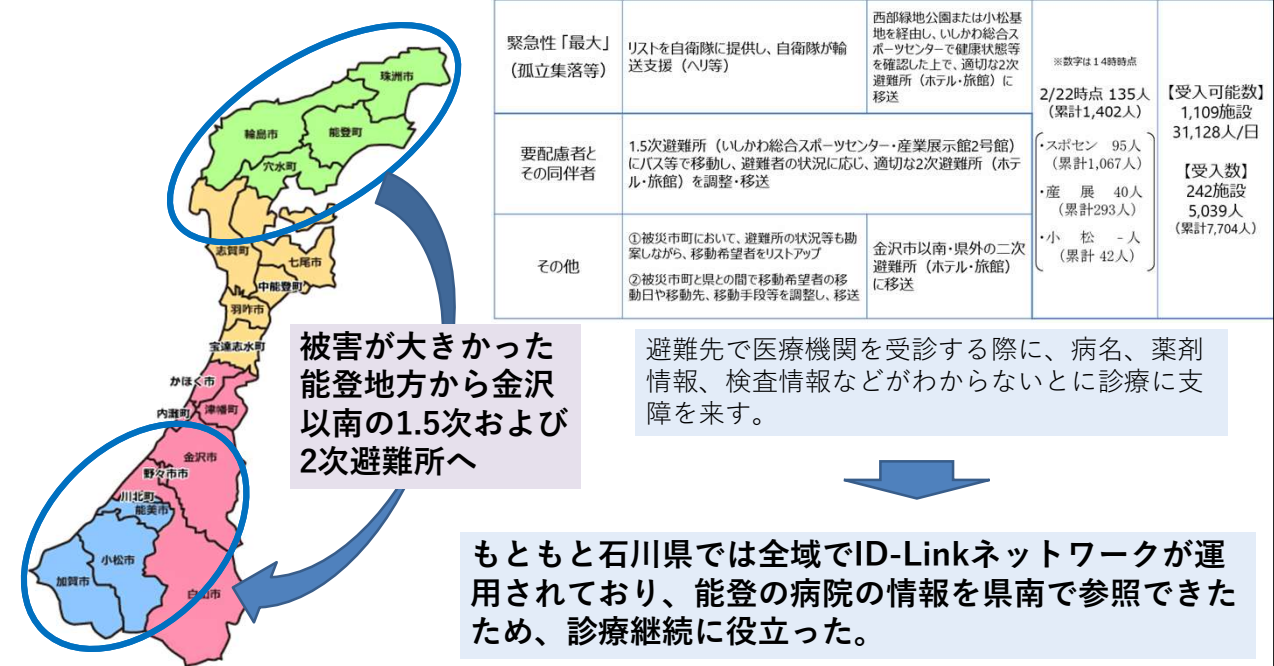 珠洲市
輪島市
能登町
穴水町
志賀町
七尾市
中能登町
羽咋市
宝達志水町
かほく市
内灘町
津幡町
金沢市
野々市市
川北町
能美市
小松市
加賀市
白山市
緊急性「最大」
（孤立集落等）
リストを自衛隊に提供し、自衛隊が輸
送支援（ヘリ等）
西部緑地公園または小松基
地を経由し、いしかわ総合ス
ポーツセンターで健康状態等
を確認した上で、適切な2次
避難所（ホテル・旅館）に
移送
要配慮者と
その同伴者
1.5次避難所（いしかわ総合スポーツセンター・産業展示館2号館）
にバス等で移動し、避難者の状況に応じ、適切な2次避難所（ホテ
ル・旅館）を調整・移送
その他
①被災市町において、避難所の状況等も勘
案しながら、移動希望者をリストアップ
②被災市町と県との間で移動希望者の移
動日や移動先、移動手段等を調整し、移送
金沢市以南・県外の二次
避難所（ホテル・旅館）
に移送
※数字は14時時点
2/22時点 135人
（累計1,402人）
・スポセン 95人
（累計1,067人）
・産 展 40人
（累計293人）
・小 松 -人
（累計 42人）
【受入可能数】
1,109施設
31,128人/日
【受入数】
242施設
5,039人
（累計7,704人）
被害が大きかった
能登地方から金沢
以南の1.5次および
2次避難所へ
避難先で医療機関を受診する際に、病名、薬剤
情報、検査情報などがわからないとに診療に支
障を来す。
もともと石川県では全域でID-Linkネットワークが運
用されており、能登の病院の情報を県南で参照できた
ため、診療継続に役立った。